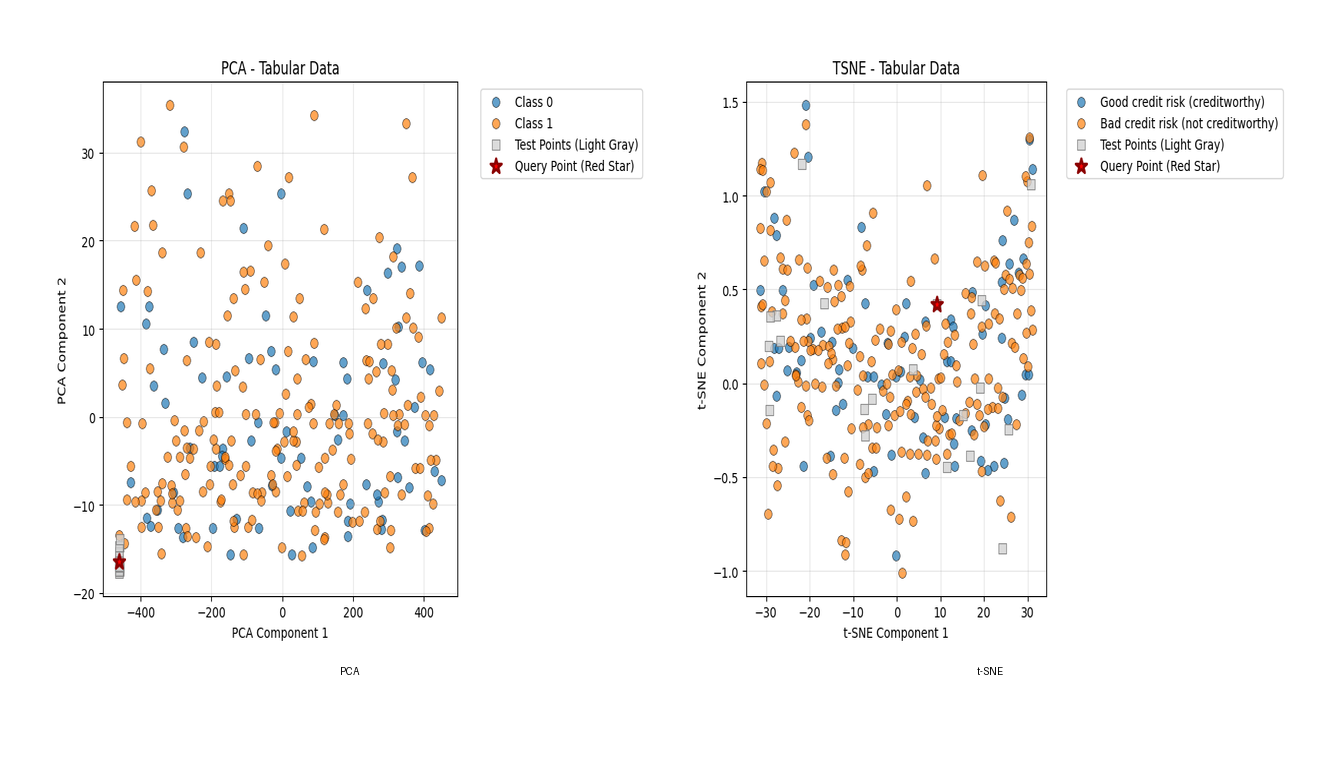 PCA - Tabular Data
30
20
10
0
−10
−20
PCA Component 2
−400
−200
0
200
400
PCA Component 1
Class 0
Class 1
Test Points (Light Gray)
Query Point (Red Star)
PCA
TSNE - Tabular Data
1.5
1.0
0.5
0.0
−0.5
−1.0
t-SNE Component 2
−30
−20
−10
0
10
20
30
t-SNE Component 1
Good credit risk (creditworthy)
Bad credit risk (not creditworthy)
Test Points (Light Gray)
Query Point (Red Star)
t-SNE